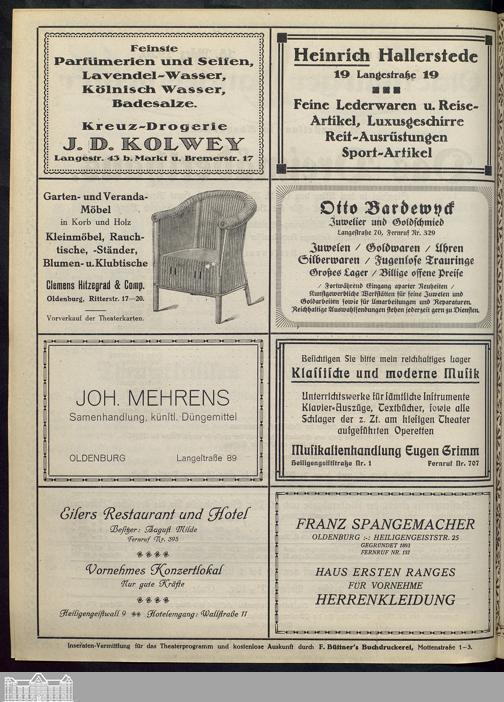 Feinste
Parfümerien und Seifen,
Lavendel-Wasser,
Kölnisch Wasser,
Badesalze.
Kreuz-Drogerie
J. D. KOLWEY
Langestr. 43 b. Markt u. Bremerstr. 17
Heinrich Hallerstede
19 Langestraße 19
Feine Lederwaren u. Reise-
Artikel, Luxusgeschirre
Reit-Ausrüstungen
Sport-Artikel
Garten- und Veranda-
Möbel
in Korb und Holz
Kleinmöbel, Rauch-
tische, -Ständer,
Blumen- u. Klubtische
Clemens Hitzegrad & Comp.
Oldenburg, Ritterstr. 17—20.
Vorverkauf der Theaterkarten.
Otto Bardewyck
Juwelier und Goldschmied
Langestraße 70, Fernruf Nr. 329
Juwelen / Goldwaren / Uhren
Silberwaren / Fugenlose Trauringe
Großes Lager / Billige offene Preise
/ Fortwährend Eingang aparter Neuheiten /
Kunstgewerbliche Werkstätten für feine Juwelen und
Goldarbeiten sowie für Umarbeitungen und Reparaturen.
Reichhaltige Auswahlsendungen stehen jederzeit gern zu Diensten.
JOH. MEHRENS
Samenhandlung, künstl. Düngemittel
OLDENBURG Langestraße 89
Besichtigen Sie bitte mein reichhaltiges Lager
Klassische und moderne Musik
Unterrichtswerke für sämtliche Instrumente
Klavier-Auszüge, Textbücher, sowie alle
Schlager der z. Zt. am hiesigen Theater
aufgeführten Operetten
Musikalienhandlung Eugen Grimm
Heiligengeiststraße Nr. 1 Fernruf Nr. 707
Eilers Restaurant und Hotel
Besitzer: August Milde
Fernruf Nr. 395
Vornehmes Konzertlokal
Nur gute Kräfte
Heiligengeistwall 9 Hoteleingang: Wallstraße 11
FRANZ SPANGEMACHER
OLDENBURG :-: HEILIGENGEISTSTR. 25
GEGRÜNDET 1893
FERNRUF NR. 152
HAUS ERSTEN RANGES
FÜR VORNEHME
HERRENKLEIDUNG
Inseraten-Vermittlung für das Theaterprogramm und kostenlose Auskunft durch F. Büttner's Buchdruckerei, Mottenstraße 1—3.